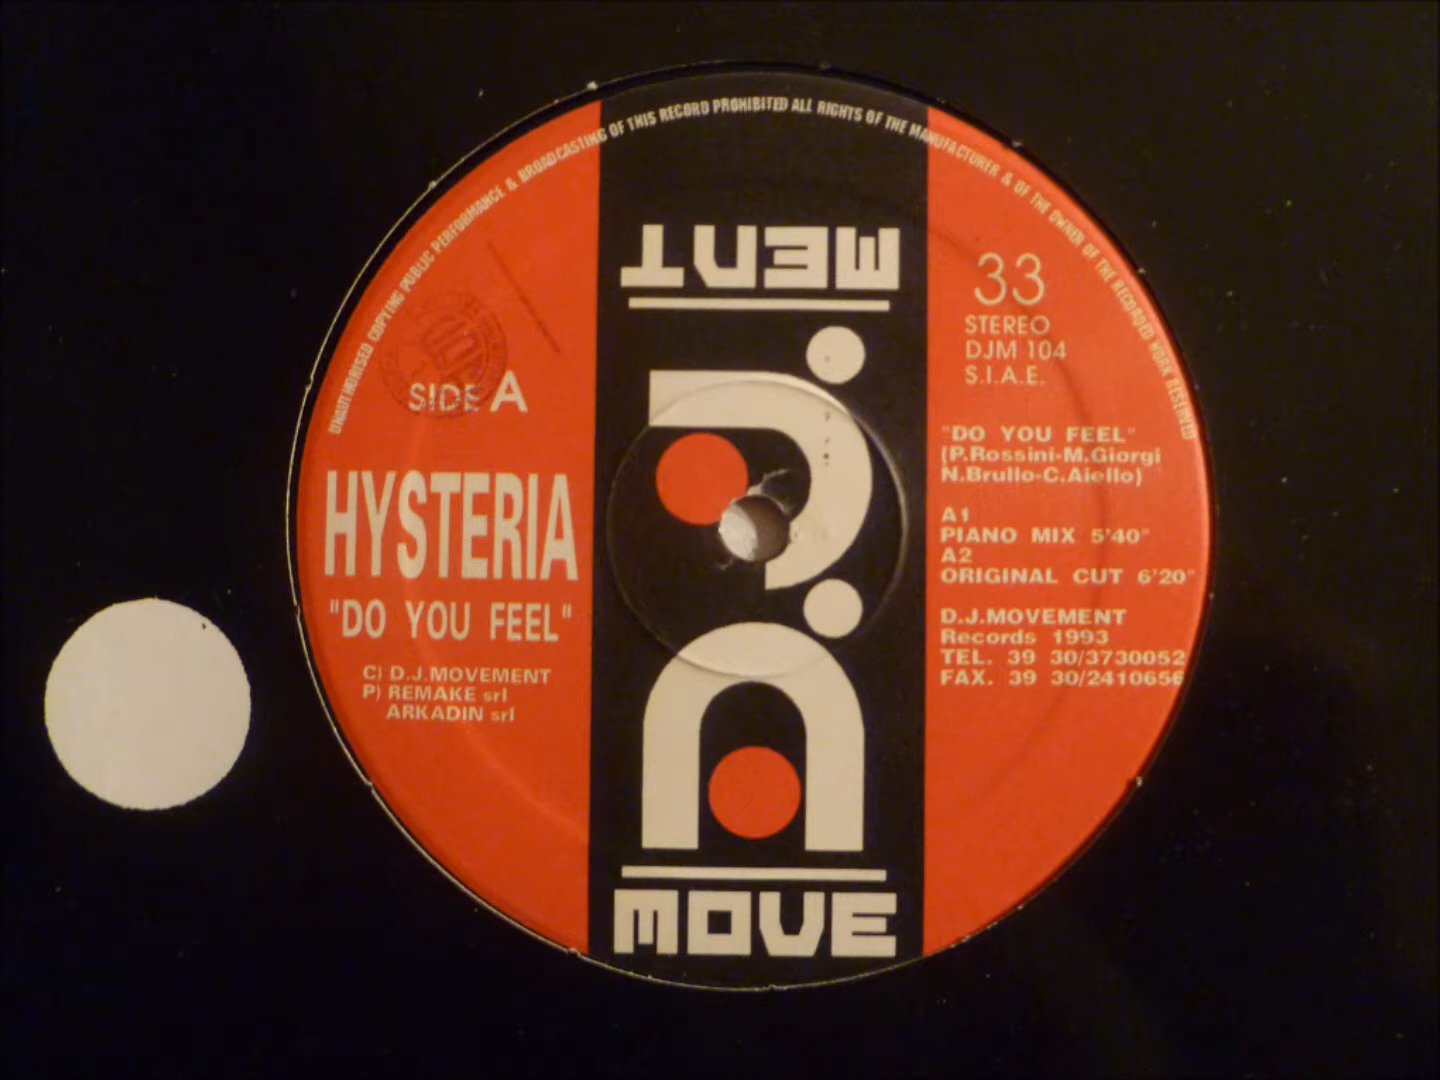 UNAUTHORISED COPYING PUBLIC PERFORMANCE & BROADCASTING OF THIS RECORD PROHIBITED ALL RIGHTS OF THE MANUFACTURER & OF THE OWNER OF THE RECORDED WORK RESERVED
MENT
SIDE A
HYSTERIA
"DO YOU FEEL"
C) D.J.MOVEMENT
P) REMAKE srl
ARKADIN srl
33
STEREO
DJM 104
S.I.A.E.
"DO YOU FEEL"
(P.Rossini-M.Giorgi
N.Brullo-C.Aiello)
A1
PIANO MIX 5'40"
A2
ORIGINAL CUT 6'20"
D.J.MOVEMENT
Records 1993
TEL. 39 30/3730052
FAX. 39 30/2410656
MOVE